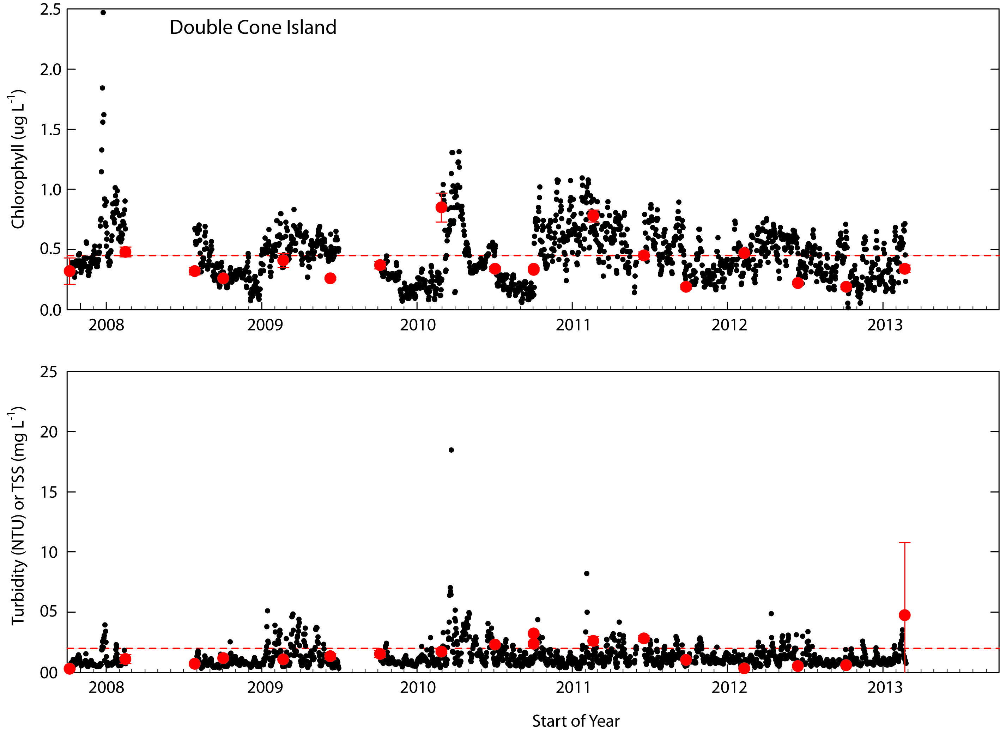 Double Cone Island
Chlorophyll (ug L-1)
2.5
2.0
1.5
1.0
0.5
0.0
2008 2009 2010 2011 2012 2013
Turbidity (NTU) or TSS (mg L-1)
25
20
15
10
05
00
2008 2009 2010 2011 2012 2013
Start of Year